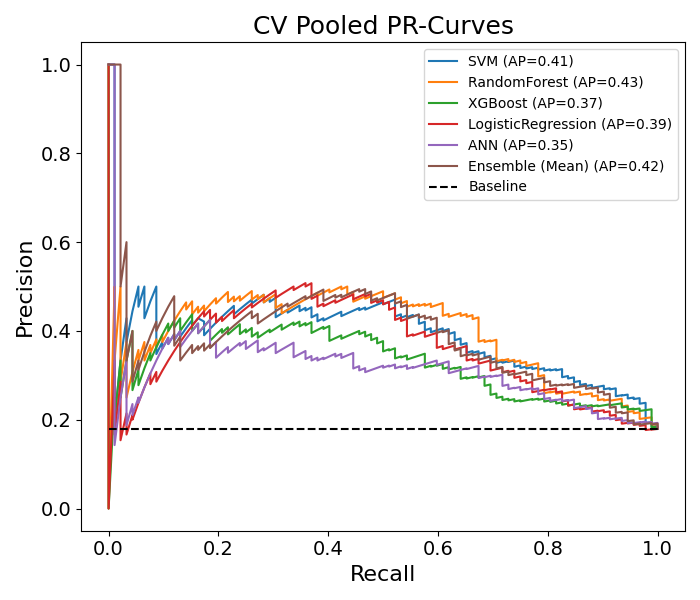 CV Pooled PR-Curves
SVM (AP=0.41)
RandomForest (AP=0.43)
XGBoost (AP=0.37)
LogisticRegression (AP=0.39)
ANN (AP=0.35)
Ensemble (Mean) (AP=0.42)
Baseline
Precision
1.0
0.8
0.6
0.4
0.2
0.0
0.0 0.2 0.4 0.6 0.8 1.0
Recall